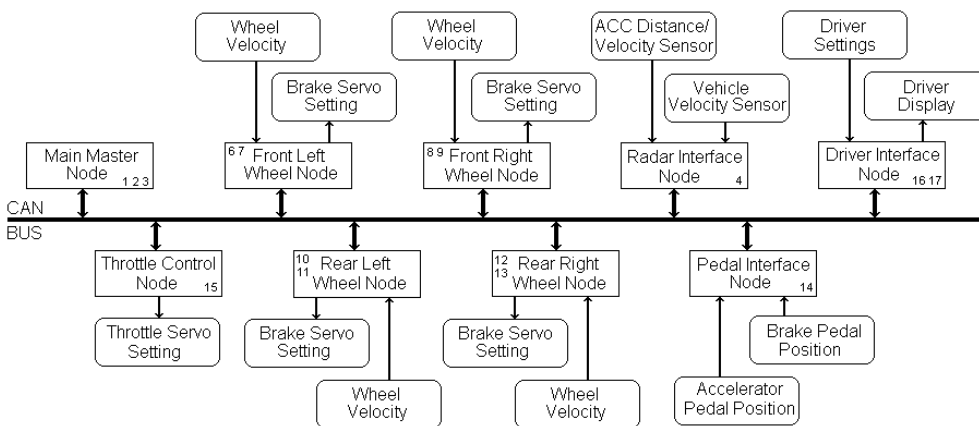 Wheel
Velocity
Wheel
Velocity
ACC Distance/
Velocity Sensor
Driver
Settings
Brake Servo
Setting
Brake Servo
Setting
Vehicle
Velocity Sensor
Driver
Display
Main Master
Node
1 2 3
6 7 Front Left
Wheel Node
8 9 Front Right
Wheel Node
Radar Interface
Node
4
Driver Interface
Node
16 17
CAN
BUS
Throttle Control
Node
15
10 Rear Left
11 Wheel Node
12 Rear Right
13 Wheel Node
Pedal Interface
Node
14
Throttle Servo
Setting
Brake Servo
Setting
Brake Servo
Setting
Brake Pedal
Position
Wheel
Velocity
Wheel
Velocity
Accelerator
Pedal Position